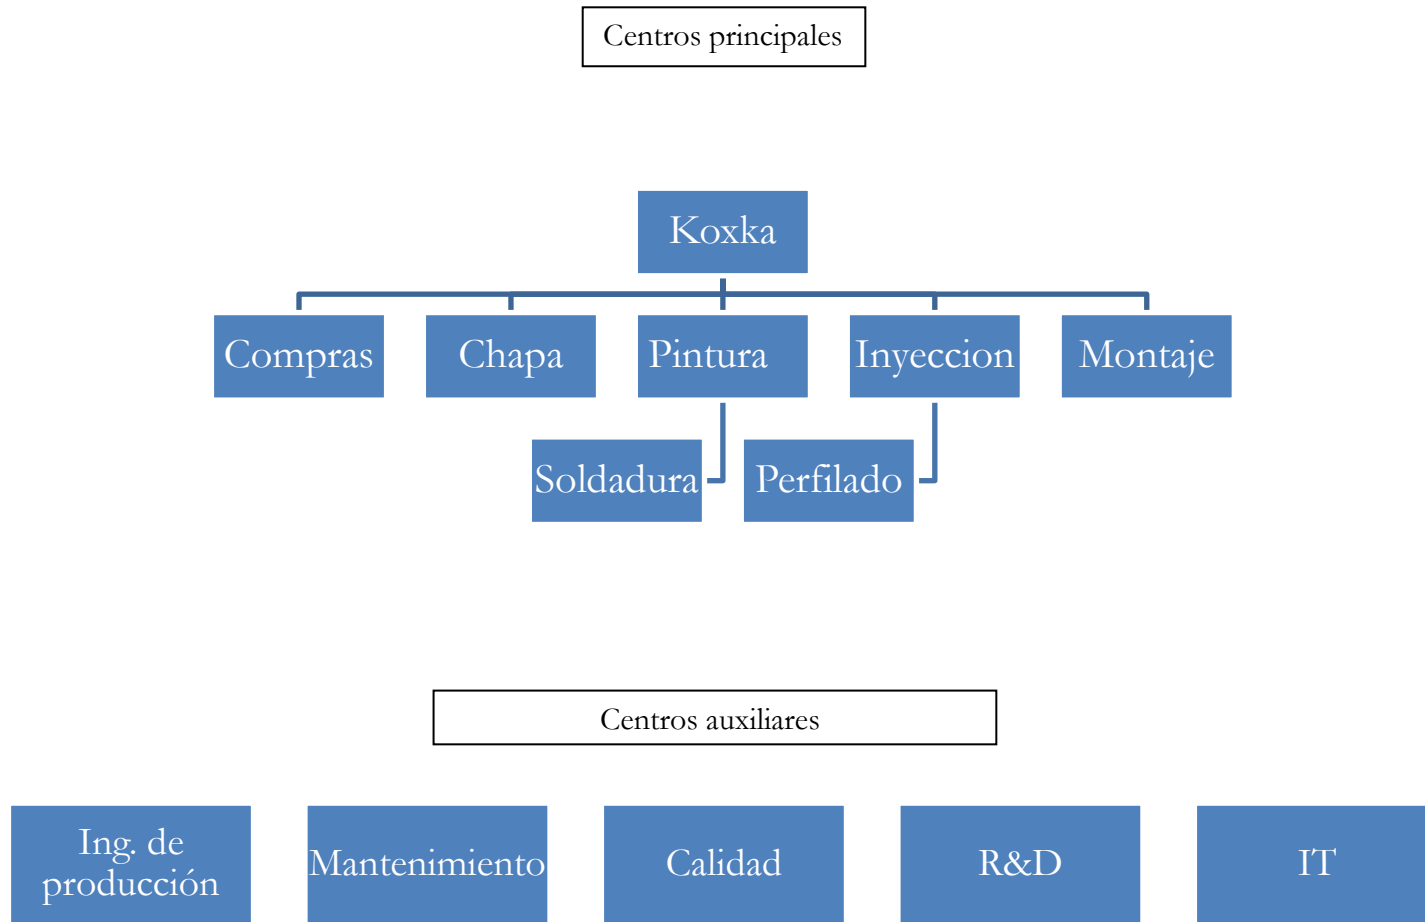 Centros principales
Koxka
Compras
Chapa
Pintura
Inyeccion
Montaje
Soldadura
Perfilado
Centros auxiliares
Ing. de
producción
Mantenimiento
Calidad
R&D
IT